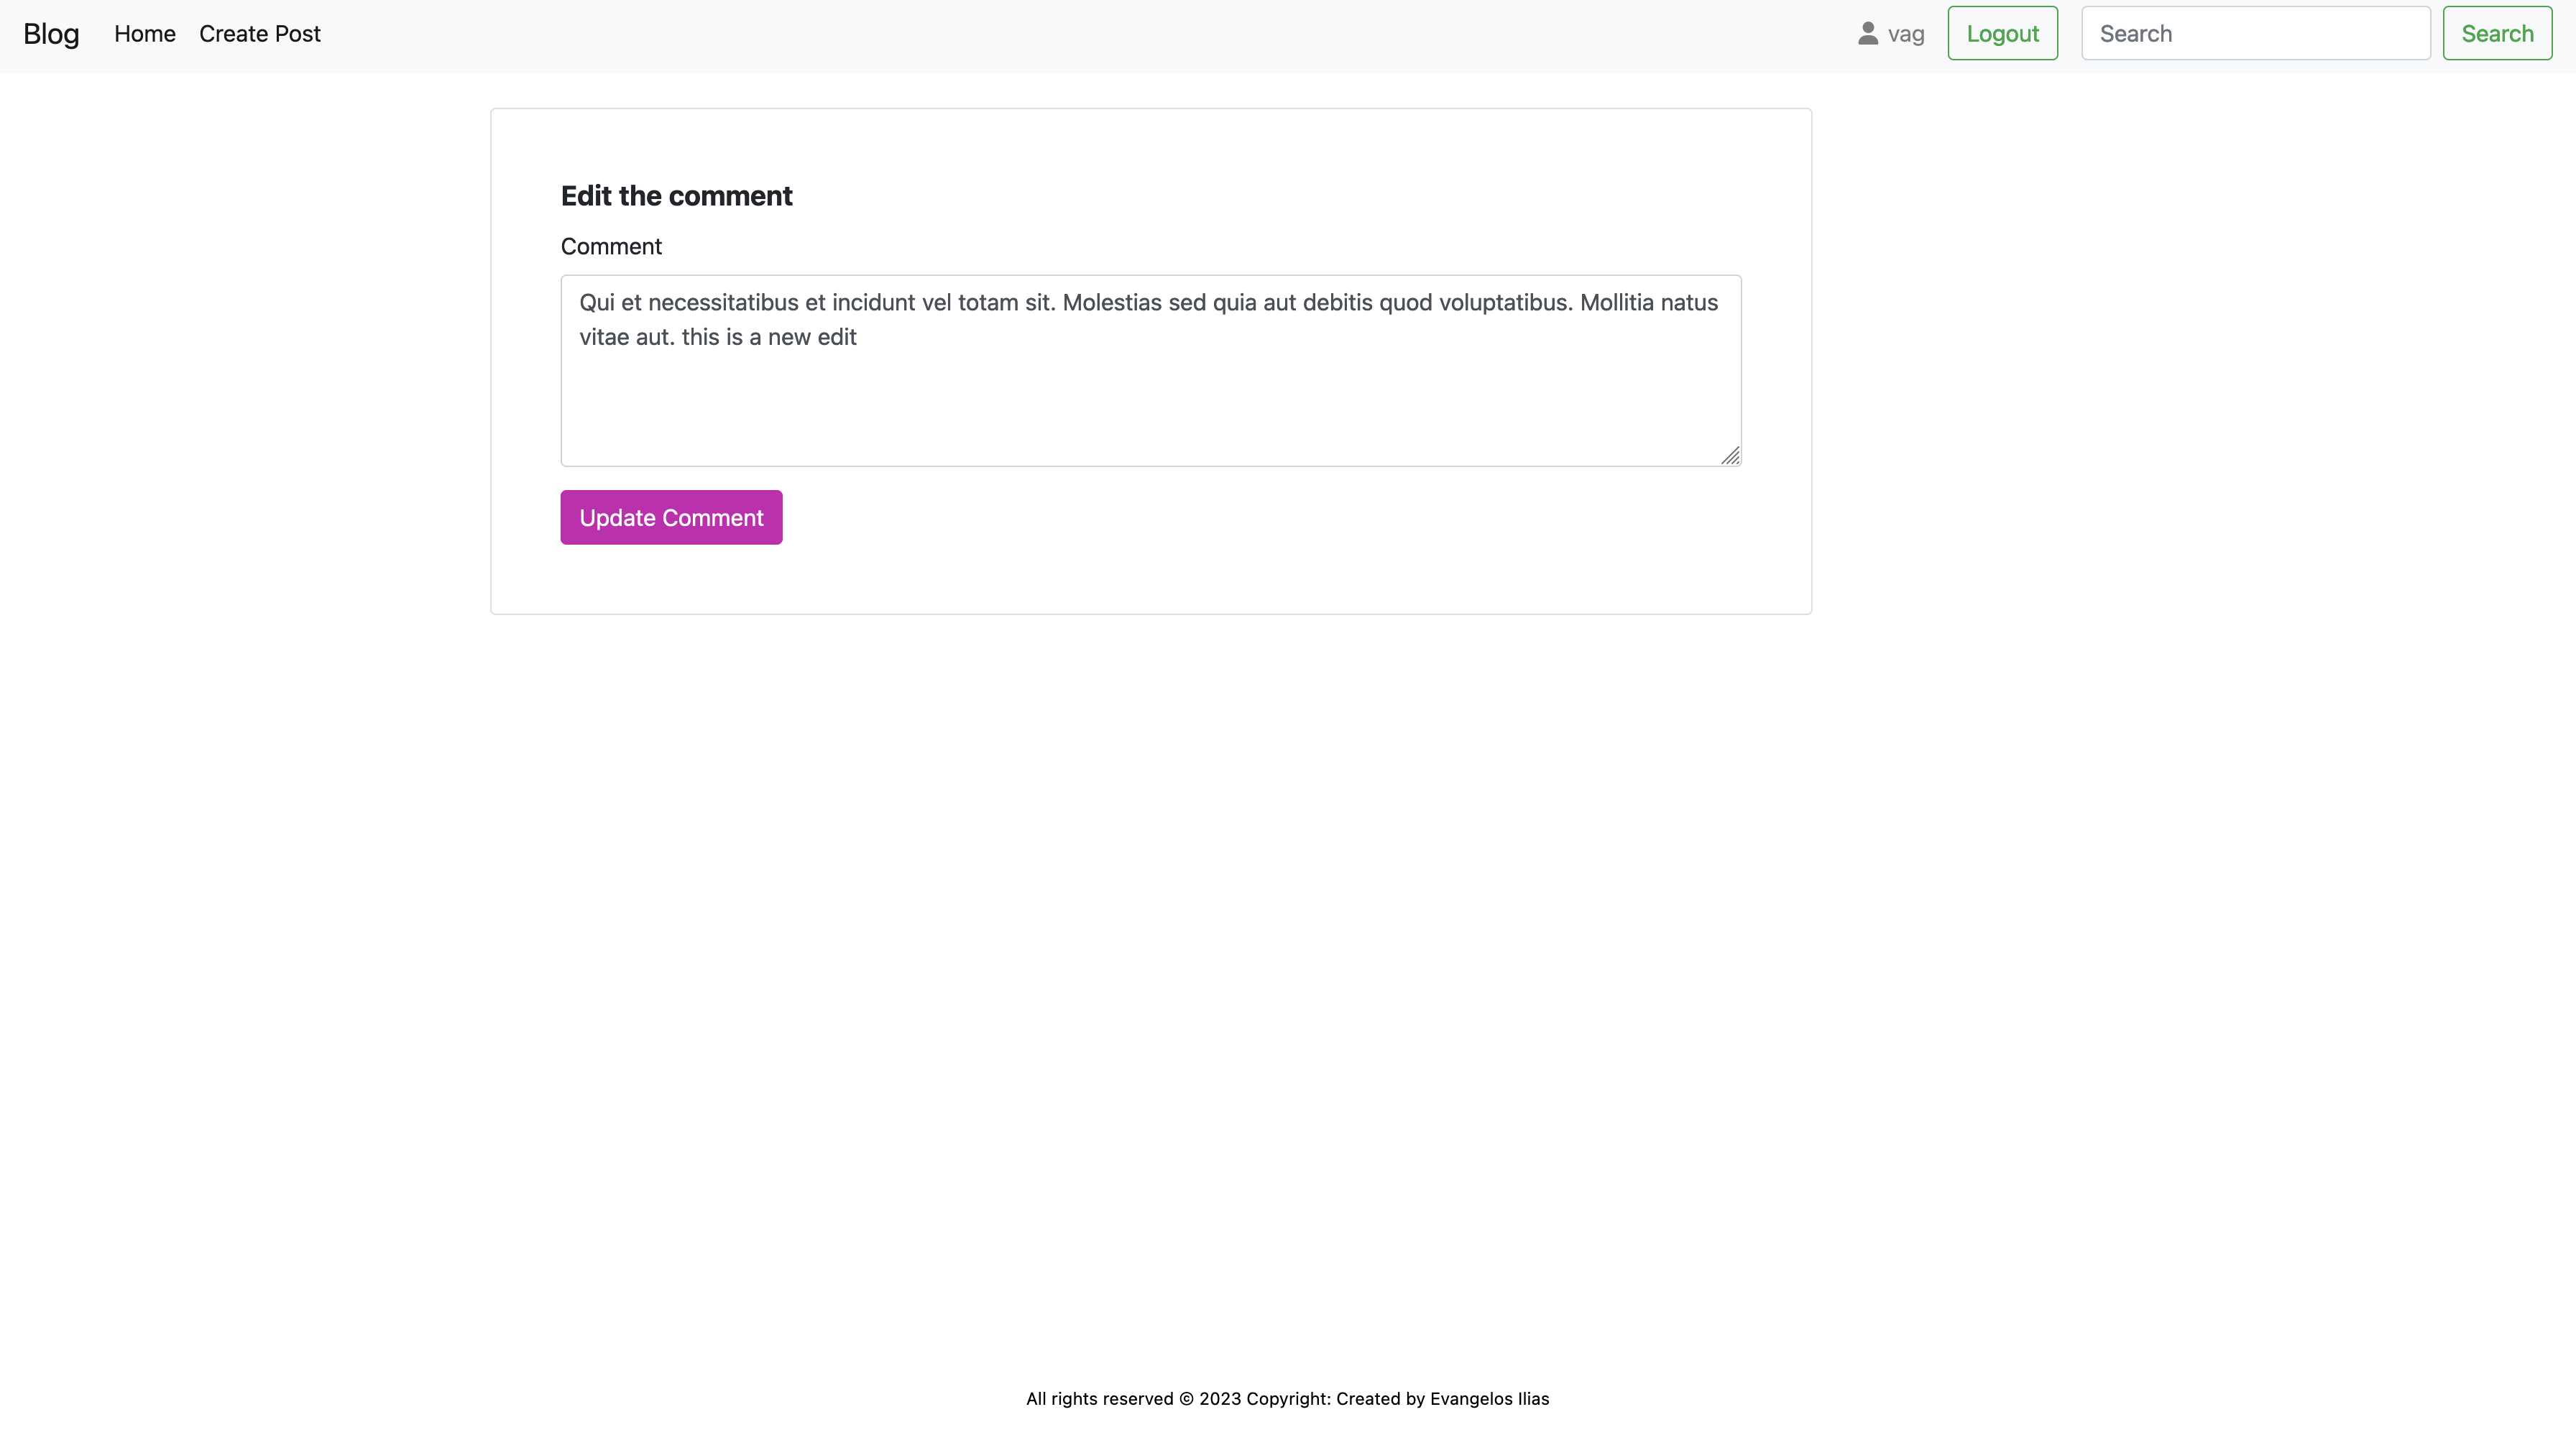 Blog Home Create Post vag Logout Search Search
Edit the comment
Comment
Qui et necessitatibus et incidunt vel totam sit. Molestias sed quia aut debitis quod voluptatibus. Mollitia natus
vitae aut. this is a new edit
Update Comment
All rights reserved © 2023 Copyright: Created by Evangelos Ilias